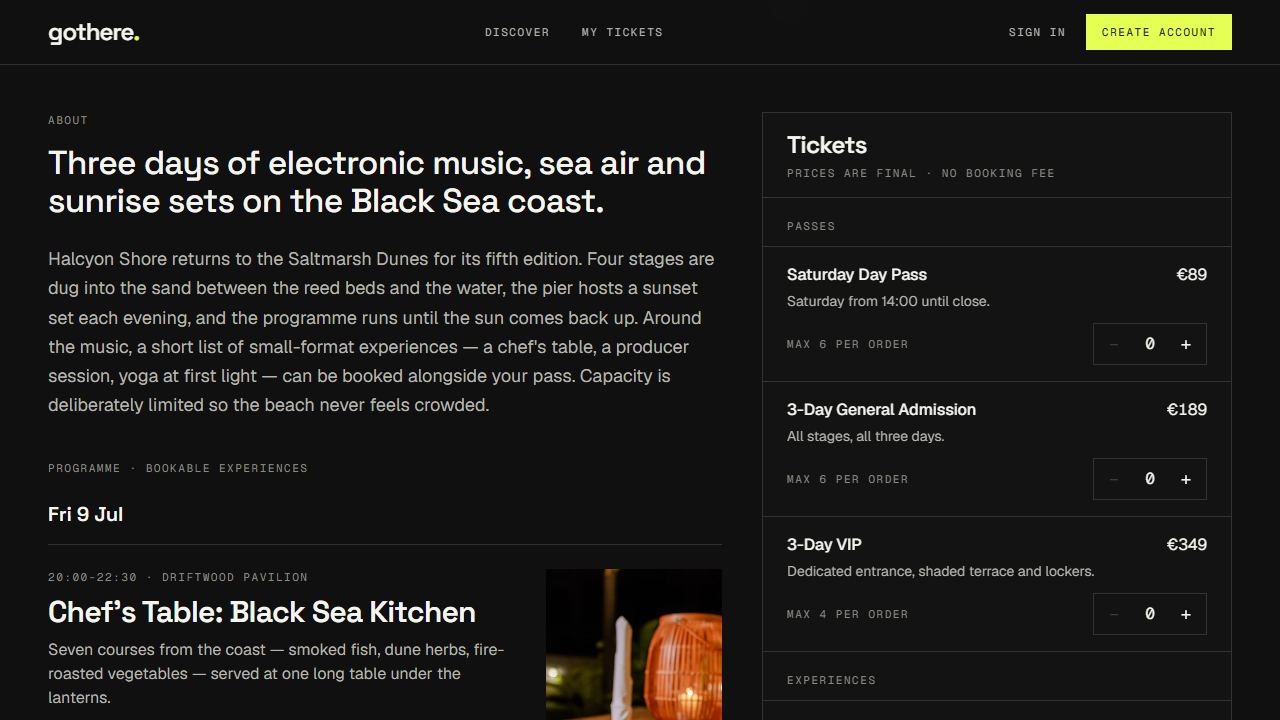 gothere.
DISCOVER
MY TICKETS
SIGN IN
CREATE ACCOUNT
ABOUT
Three days of electronic music, sea air and
sunrise sets on the Black Sea coast.
Halcyon Shore returns to the Saltmarsh Dunes for its fifth edition. Four stages are
dug into the sand between the reed beds and the water, the pier hosts a sunset
set each evening, and the programme runs until the sun comes back up. Around
the music, a short list of small-format experiences — a chef's table, a producer
session, yoga at first light — can be booked alongside your pass. Capacity is
deliberately limited so the beach never feels crowded.
PROGRAMME · BOOKABLE EXPERIENCES
Fri 9 Jul
20:00-22:30 · DRIFTWOOD PAVILION
Chef's Table: Black Sea Kitchen
Seven courses from the coast — smoked fish, dune herbs, fire-
roasted vegetables — served at one long table under the
lanterns.
Tickets
PRICES ARE FINAL · NO BOOKING FEE
PASSES
Saturday Day Pass €89
Saturday from 14:00 until close.
MAX 6 PER ORDER − 0 +
3-Day General Admission €189
All stages, all three days.
MAX 6 PER ORDER − 0 +
3-Day VIP €349
Dedicated entrance, shaded terrace and lockers.
MAX 4 PER ORDER − 0 +
EXPERIENCES